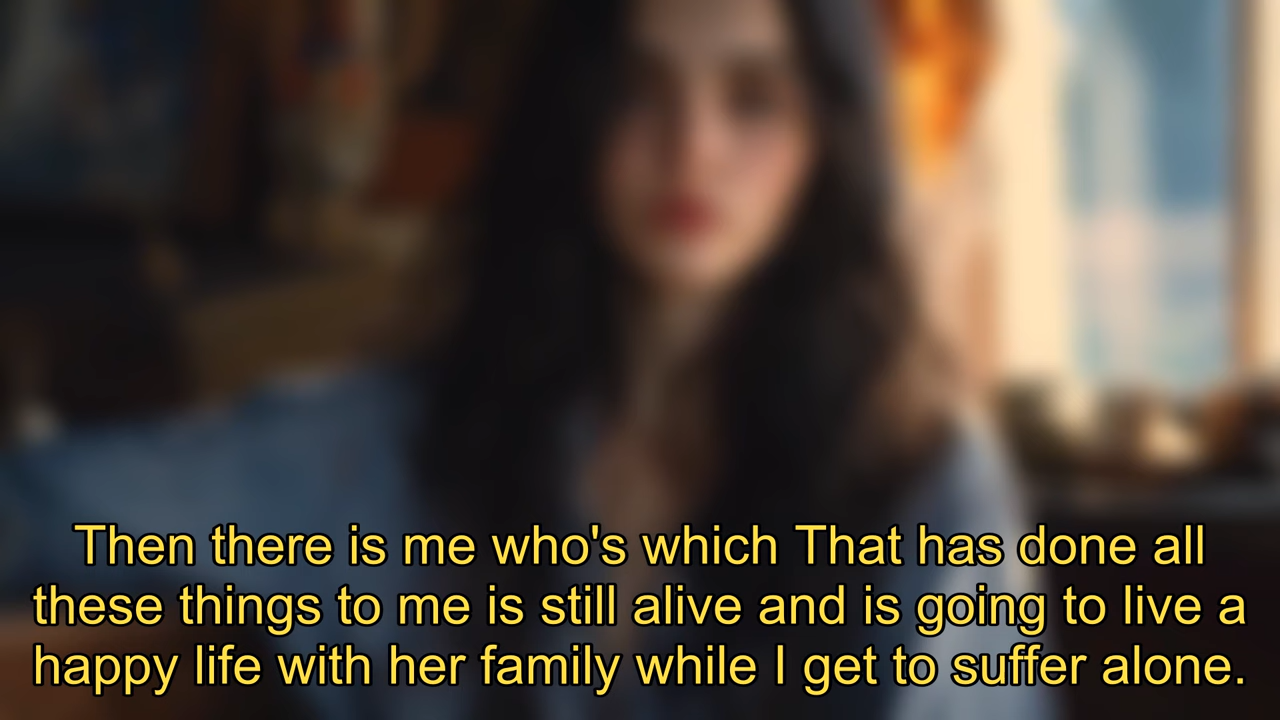 Then there is me who's which That has done all
these things to me is still alive and is going to live a
happy life with her family while I get to suffer alone.